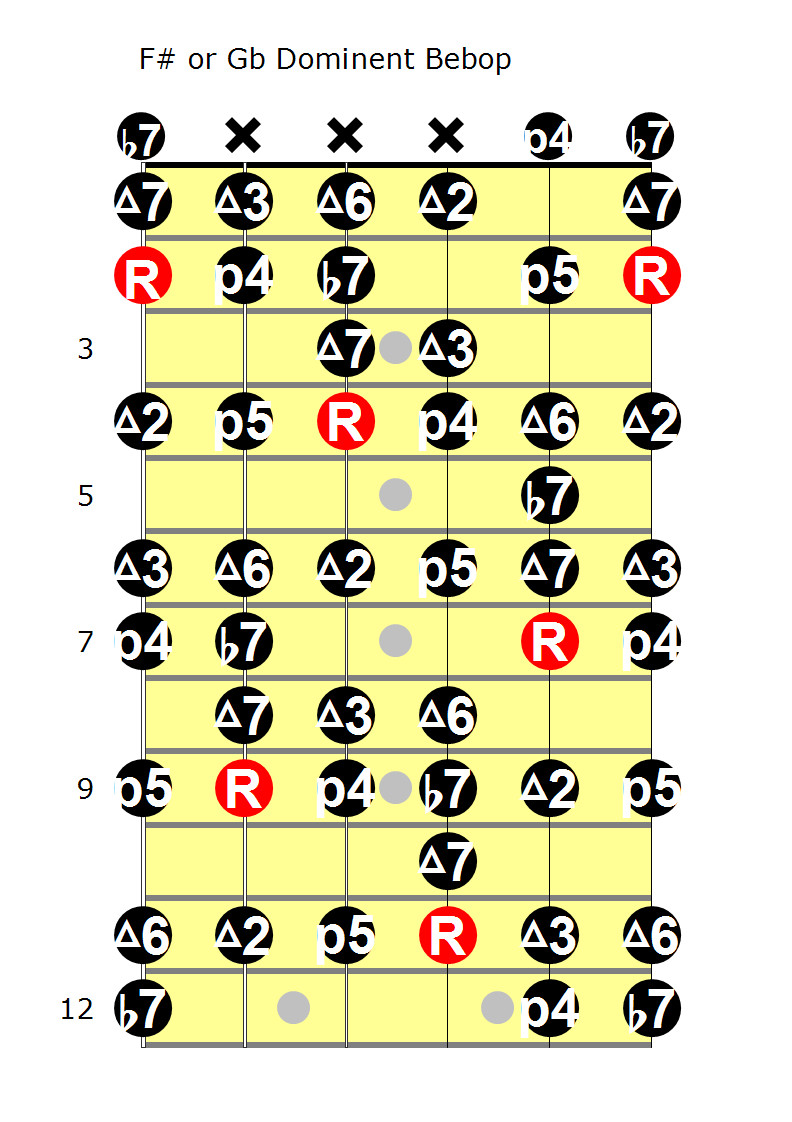 F# or Gb Dominent Bebop
♭7 × × × p4 ♭7
Δ7 Δ3 Δ6 Δ2 Δ7
R p4 ♭7 p5 R
3 Δ7 Δ3
Δ2 p5 R p4 Δ6 Δ2
5 ♭7
Δ3 Δ6 Δ2 p5 Δ7 Δ3
7 p4 ♭7 R p4
Δ7 Δ3 Δ6
9 p5 R p4 ♭7 Δ2 p5
Δ7
Δ6 Δ2 p5 R Δ3 Δ6
12 ♭7 p4 ♭7